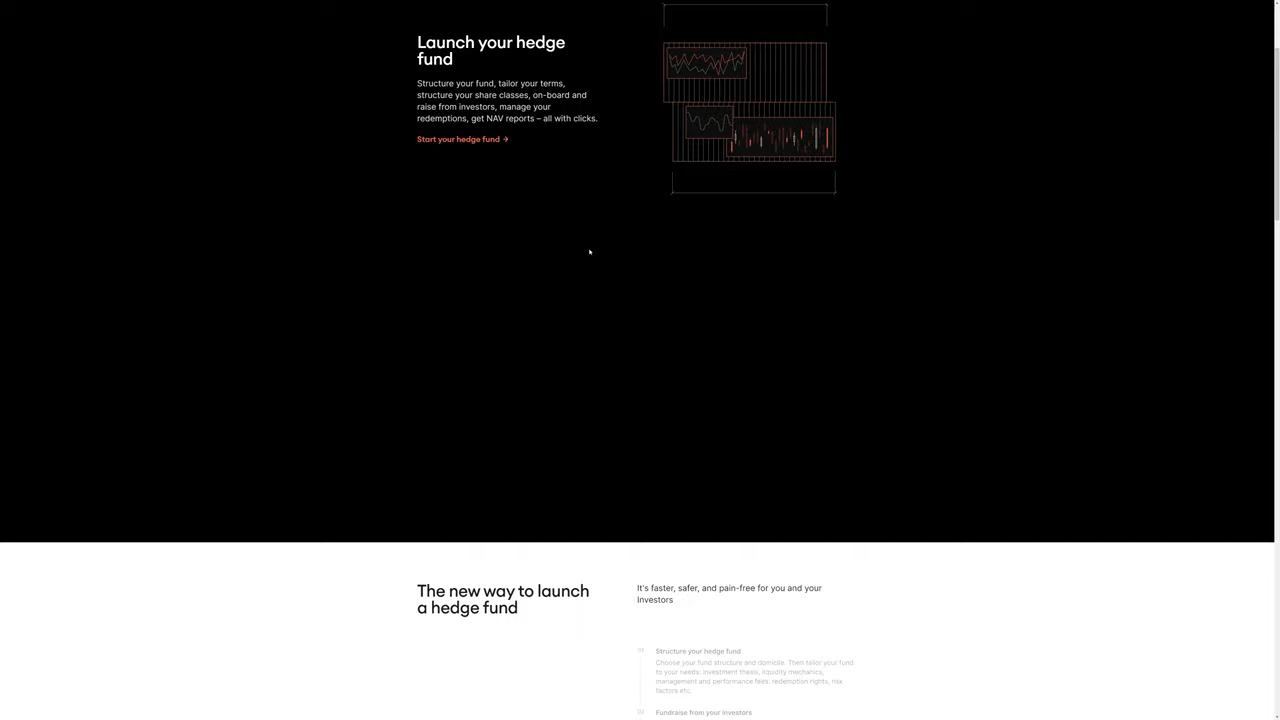 Launch your hedge
fund
Structure your fund, tailor your terms,
structure your share classes, on-board and
raise from investors, manage your
redemptions, get NAV reports – all with clicks.
Start your hedge fund →
The new way to launch
a hedge fund
It's faster, safer, and pain-free for you and your
Investors
01
Structure your hedge fund
Choose your fund structure and domicile. Then tailor your fund
to your needs: investment thesis, liquidity mechanics,
management and performance fees, redemption rights, risk
factors etc.
02
Fundraise from your investors